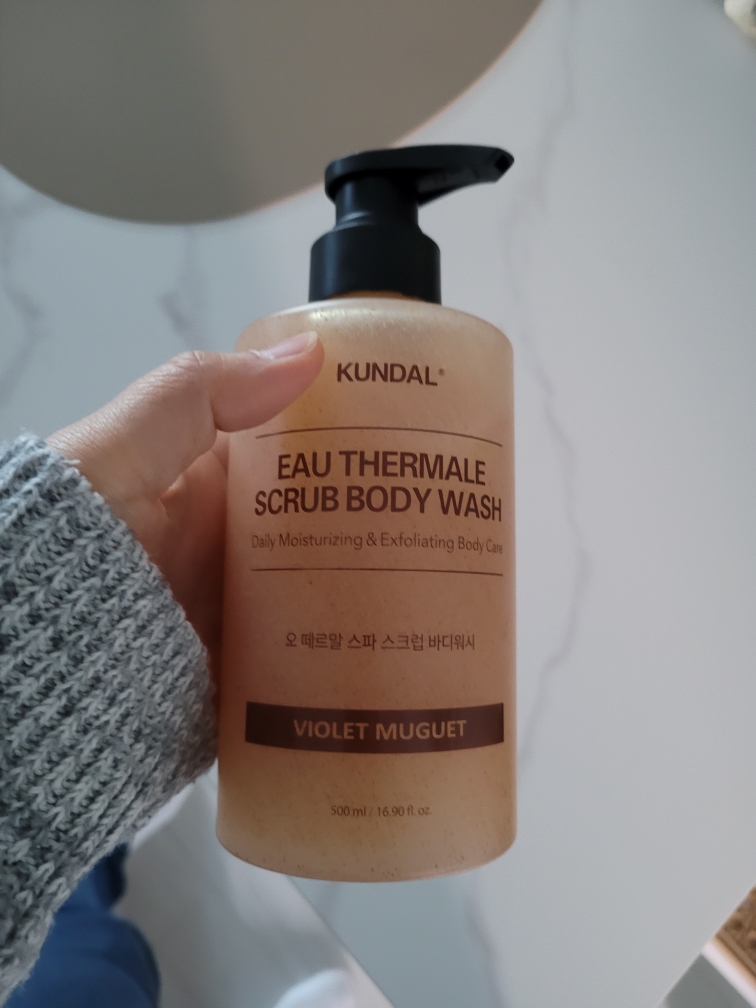 KUNDAL®
EAU THERMALE
SCRUB BODY WASH
Daily Moisturizing & Exfoliating Body Care
오 떼르말 스파 스크럽 바디워시
VIOLET MUGUET
500 ml / 16.90 fl. oz.